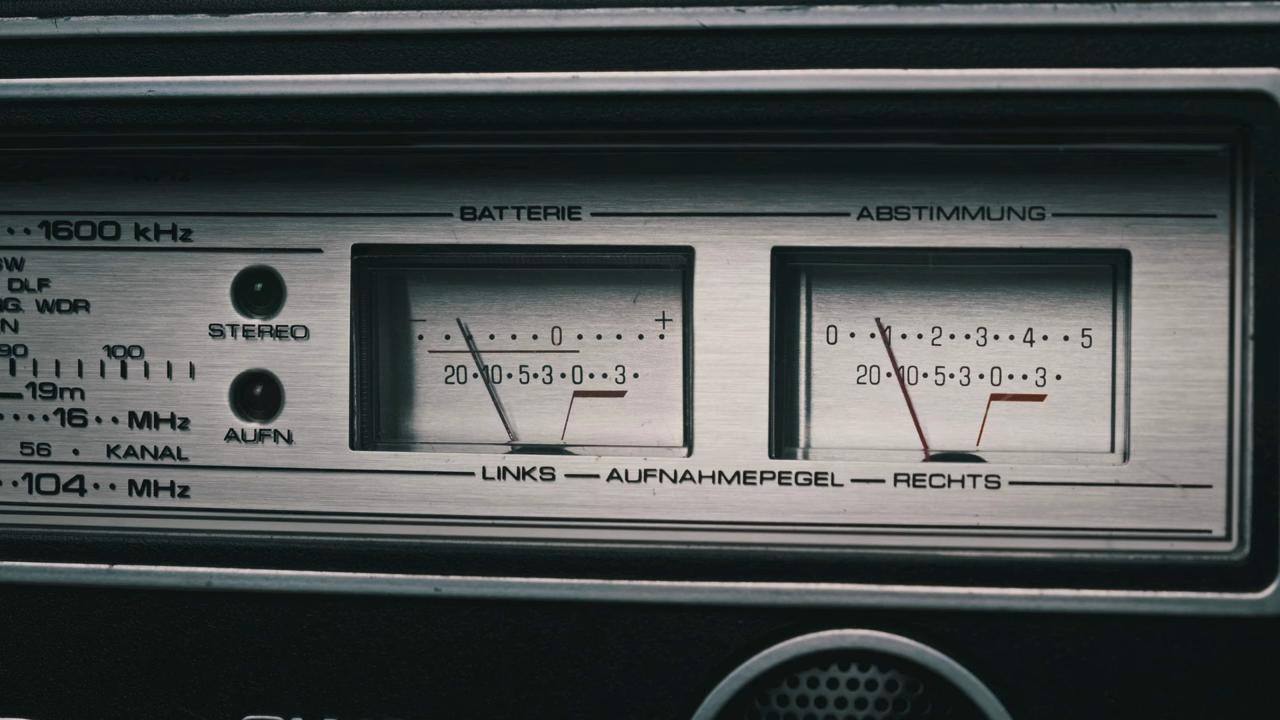 BATTERIE ABSTIMMUNG
··1600 kHz
DLF
WDR
STEREO
90 100
19m
····16·· MHz
AUFN.
56 · KANAL
··104·· MHz
− · · · · · · 0 · · · · · +
20·10·5·3·0··3·
0··1··2··3··4··5
20·10·5·3·0··3·
LINKS — AUFNAHMEPEGEL — RECHTS